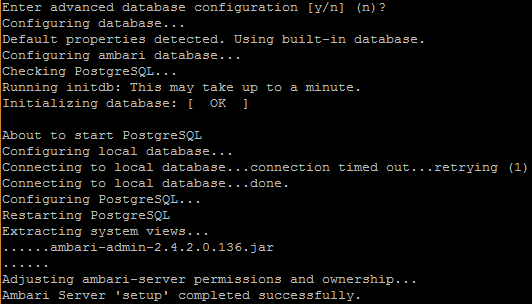 Enter advanced database configuration [y/n] (n)?
Configuring database...
Default properties detected. Using built-in database.
Configuring ambari database...
Checking PostgreSQL...
Running initdb: This may take up to a minute.
Initializing database: [  OK  ]
About to start PostgreSQL
Configuring local database...
Connecting to local database...connection timed out...retrying (1)
Connecting to local database...done.
Configuring PostgreSQL...
Restarting PostgreSQL
Extracting system views...
......ambari-admin-2.4.2.0.136.jar
......
Adjusting ambari-server permissions and ownership...
Ambari Server 'setup' completed successfully.